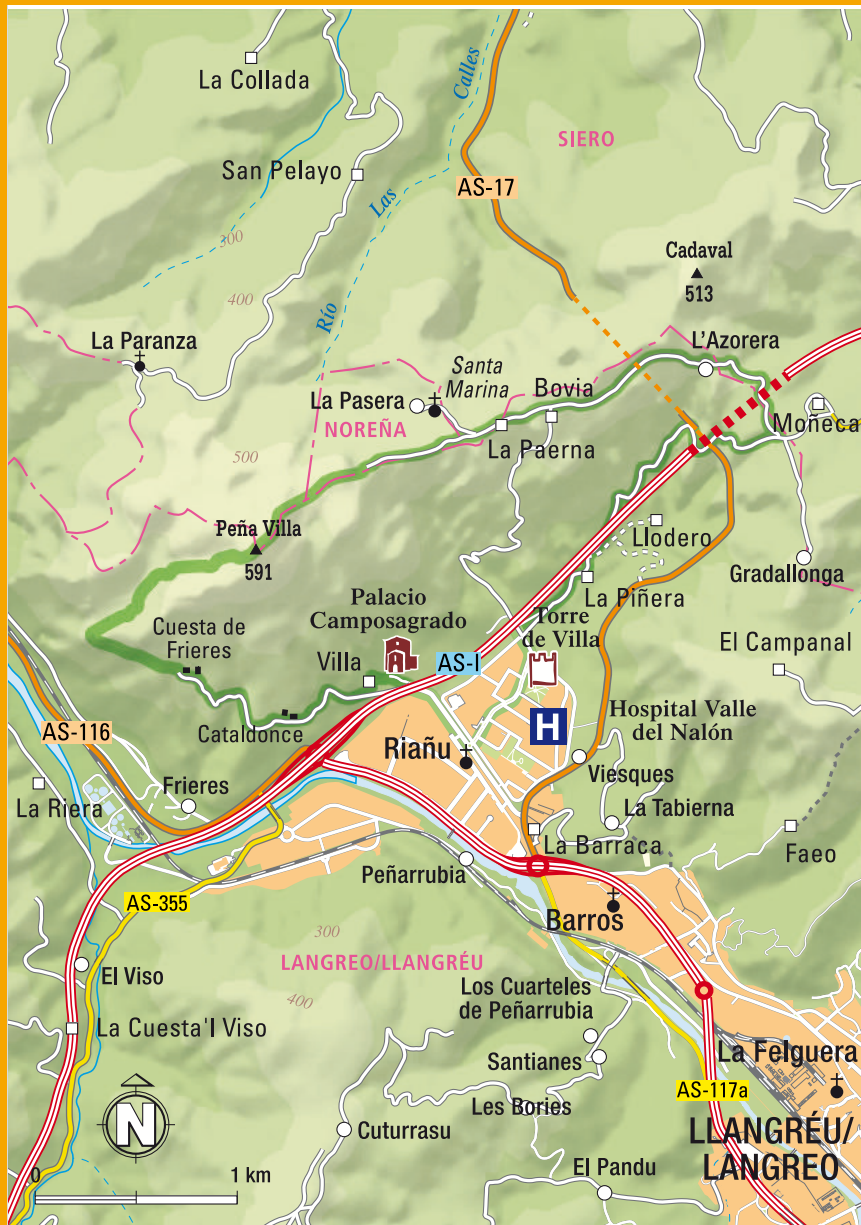 La Collada
Calles
SIERO
San Pelayo
AS-17
Las
300
Cadaval
513
400
Río
La Paranza
L'Azorera
Santa
Marina
Bovia
La Pasera
NOREÑA
Moñeca
La Paerna
500
Peña Villa
591
Llodero
Gradallonga
La Piñera
Palacio
Camposagrado
Torre
de Villa
Cuesta de
Frieres
El Campanal
Villa
AS-I
Hospital Valle
del Nalón
H
AS-116
Cataldonce
Riañu
Viesques
La Riera
Frieres
La Tabierna
La Barraca
Faeo
Peñarrubia
AS-355
Barros
300
LANGREO/LLANGRÉU
El Viso
400
Los Cuarteles
de Peñarrubia
La Cuesta'l Viso
Santianes
La Felguera
AS-117a
Les Bories
N
Cuturrasu
LLANGRÉU/
LANGREO
El Pandu
0 1 km